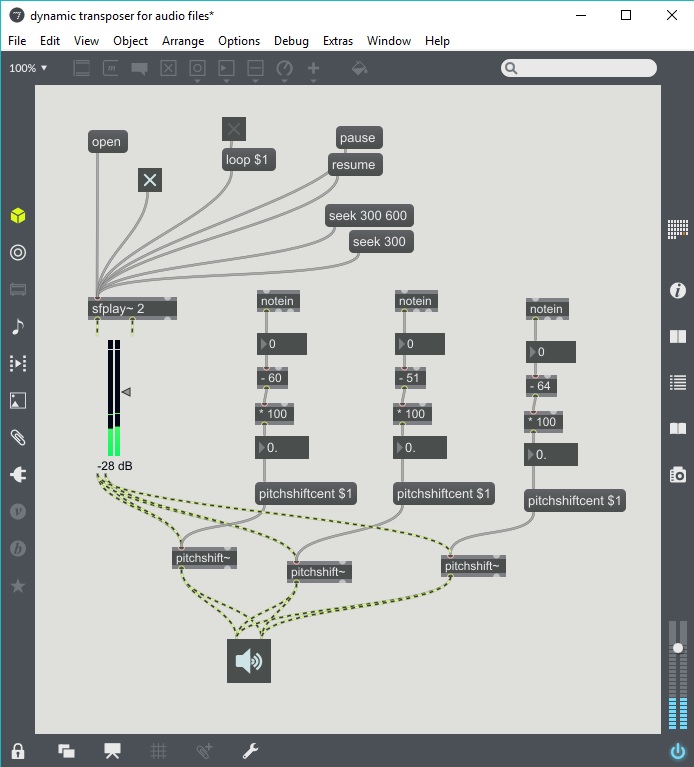 dynamic transposer for audio files*
File Edit View Object Arrange Options Debug Extras Window Help
100%
open
loop $1
pause
resume
seek 300 600
seek 300
sfplay~ 2
notein
notein
notein
0
0
0
- 60
- 51
- 64
* 100
* 100
* 100
0.
0.
0.
-28 dB
pitchshiftcent $1
pitchshiftcent $1
pitchshiftcent $1
pitchshift~
pitchshift~
pitchshift~